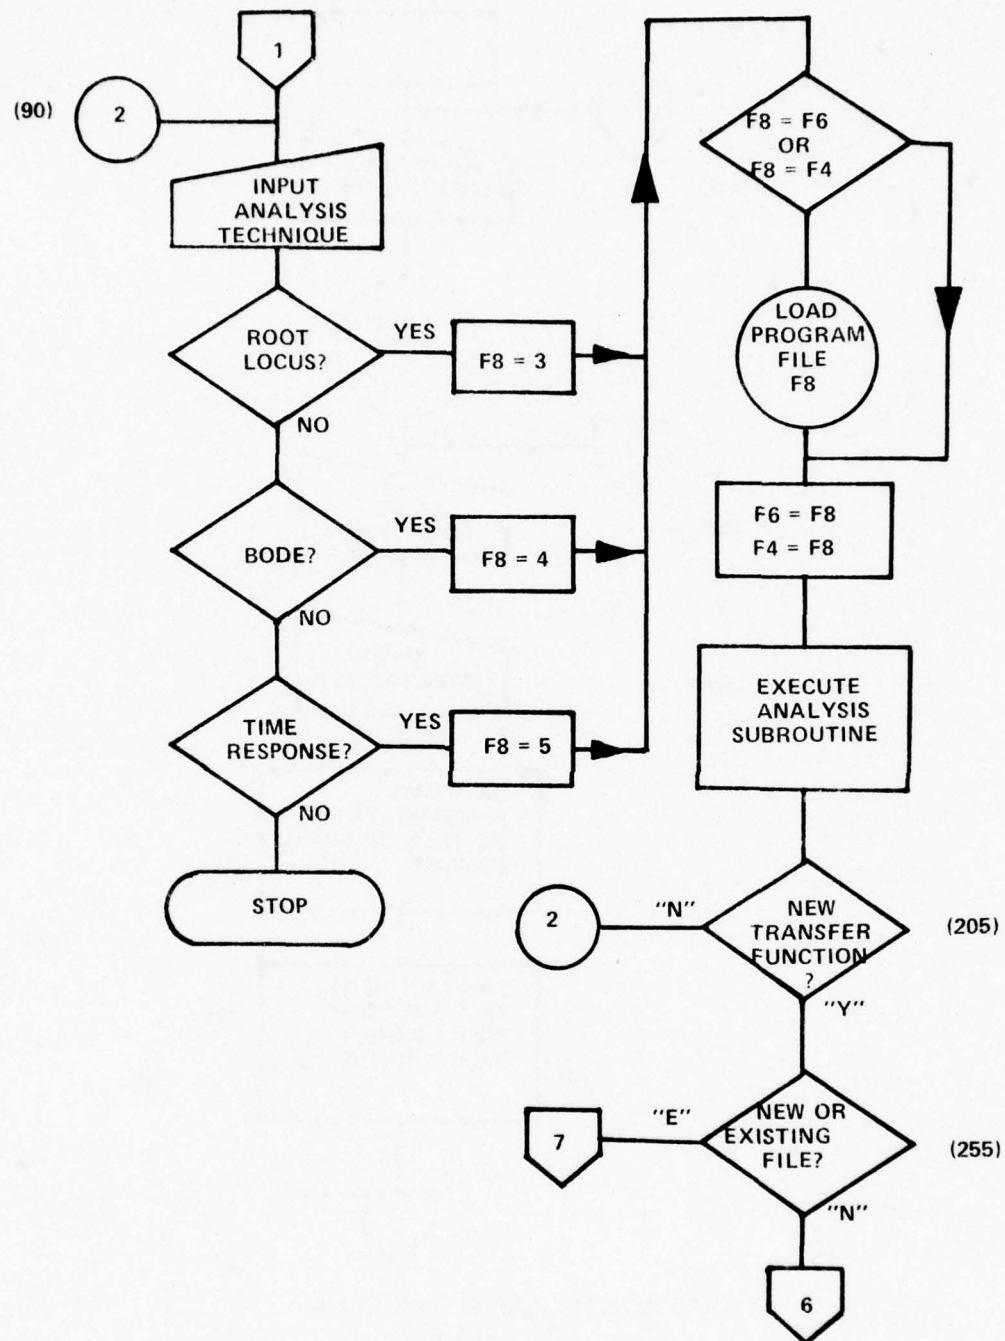 1
(90)
2
INPUT
ANALYSIS
TECHNIQUE
ROOT
LOCUS?
YES
F8 = 3
NO
BODE?
YES
F8 = 4
NO
TIME
RESPONSE?
YES
F8 = 5
NO
STOP
F8 = F6
OR
F8 = F4
LOAD
PROGRAM
FILE
F8
F6 = F8
F4 = F8
EXECUTE
ANALYSIS
SUBROUTINE
2
"N"
NEW
TRANSFER
FUNCTION
?
(205)
"Y"
7
"E"
NEW OR
EXISTING
FILE?
(255)
"N"
6